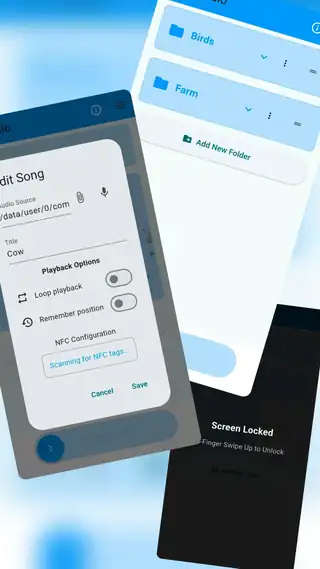 Birds
Farm
Add New Folder
dit Song
Audio Source
/data/user/0/com
Title
Cow
Playback Options
Loop playback
Remember position
NFC Configuration
Scanning for NFC tags...
Cancel
Save
Screen Locked
-Finger Swipe Up to Unlock